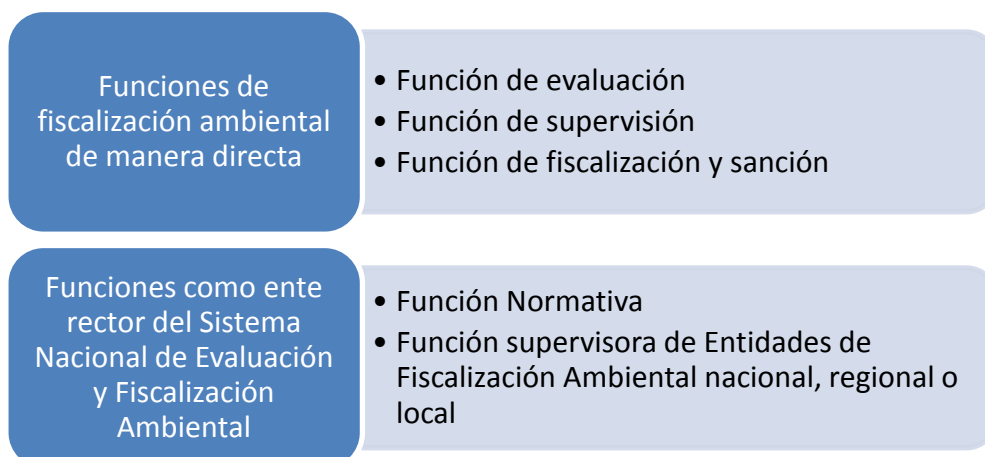 Funciones de
fiscalización ambiental
de manera directa
• Función de evaluación
• Función de supervisión
• Función de fiscalización y sanción
Funciones como ente
rector del Sistema
Nacional de Evaluación
y Fiscalización
Ambiental
• Función Normativa
• Función supervisora de Entidades de
Fiscalización Ambiental nacional, regional o
local